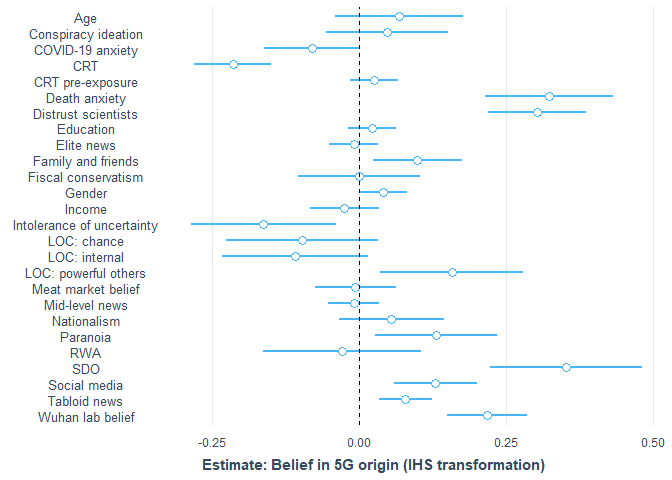 Age
Conspiracy ideation
COVID-19 anxiety
CRT
CRT pre-exposure
Death anxiety
Distrust scientists
Education
Elite news
Family and friends
Fiscal conservatism
Gender
Income
Intolerance of uncertainty
LOC: chance
LOC: internal
LOC: powerful others
Meat market belief
Mid-level news
Nationalism
Paranoia
RWA
SDO
Social media
Tabloid news
Wuhan lab belief
-0.25 0.00 0.25 0.50
Estimate: Belief in 5G origin (IHS transformation)